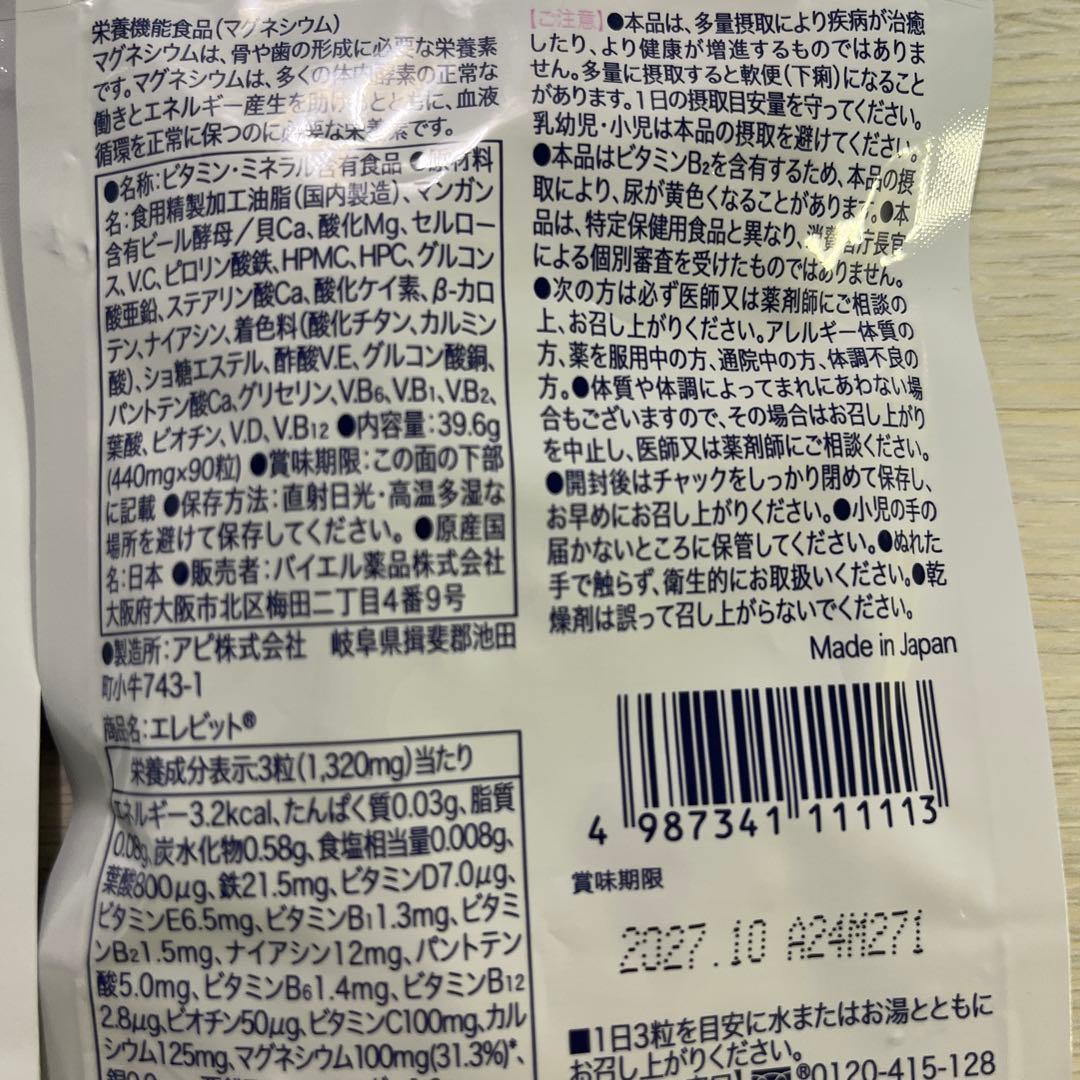 栄養機能食品(マグネシウム)
マグネシウムは、骨や歯の形成に必要な栄養素
です。マグネシウムは、多くの体内酵素の正常な
働きとエネルギー産生を助けるとともに、血液
循環を正常に保つのに必要な栄養素です。
●名称:ビタミン・ミネラル含有食品 ●原材料
名:食用精製加工油脂(国内製造)、マンガン
含有ビール酵母/貝Ca、酸化Mg、セルロー
ス、V.C、ピロリン酸鉄、HPMC、HPC、グルコン
酸亜鉛、ステアリン酸Ca、酸化ケイ素、β-カロ
テン、ナイアシン、着色料(酸化チタン、カルミン
酸)、ショ糖エステル、酢酸V.E、グルコン酸銅、
パントテン酸Ca、グリセリン、V.B6、V.B1、V.B2、
葉酸、ビオチン、V.D、V.B12 ●内容量:39.6g
(440mg×90粒) ●賞味期限:この面の下部
に記載 ●保存方法:直射日光・高温多湿な
場所を避けて保存してください。 ●原産国
名:日本 ●販売者:バイエル薬品株式会社
大阪府大阪市北区梅田二丁目4番9号
●製造所:アピ株式会社 岐阜県揖斐郡池田
町小牛743-1
商品名:エレビット®
栄養成分表示:3粒(1,320mg)当たり
エネルギー3.2kcal、たんぱく質0.03g、脂質
0.08g、炭水化物0.58g、食塩相当量0.008g、
葉酸800μg、鉄21.5mg、ビタミンD7.0μg、
ビタミンE6.5mg、ビタミンB1 1.3mg、ビタミ
ンB2 1.5mg、ナイアシン12mg、パントテン
酸5.0mg、ビタミンB6 1.4mg、ビタミンB12
2.8μg、ビオチン50μg、ビタミンC100mg、カル
シウム125mg、マグネシウム100mg(31.3%)*、
【ご注意】●本品は、多量摂取により疾病が治癒
したり、より健康が増進するものではありま
せん。多量に摂取すると軟便(下痢)になること
があります。1日の摂取目安量を守ってください。
乳幼児・小児は本品の摂取を避けてください。
●本品はビタミンB2を含有するため、本品の摂
取により、尿が黄色くなることがあります。●本
品は、特定保健用食品と異なり、消費者庁長官
による個別審査を受けたものではありません。
●次の方は必ず医師又は薬剤師にご相談の
上、お召し上がりください。アレルギー体質の
方、薬を服用中の方、通院中の方、体調不良の
方。●体質や体調によってまれにあわない場
合もございますので、その場合はお召し上がり
を中止し、医師又は薬剤師にご相談ください。
●開封後はチャックをしっかり閉めて保存し、
お早めにお召し上がりください。●小児の手の
届かないところに保管してください。●ぬれた
手で触らず、衛生的にお取扱いください。●乾
燥剤は誤って召し上がらないでください。
Made in Japan
4 987341 111113
賞味期限
2027.10 A24M271
■1日3粒を目安に水またはお湯とともに
お召し上がりください。
®0120-415-128